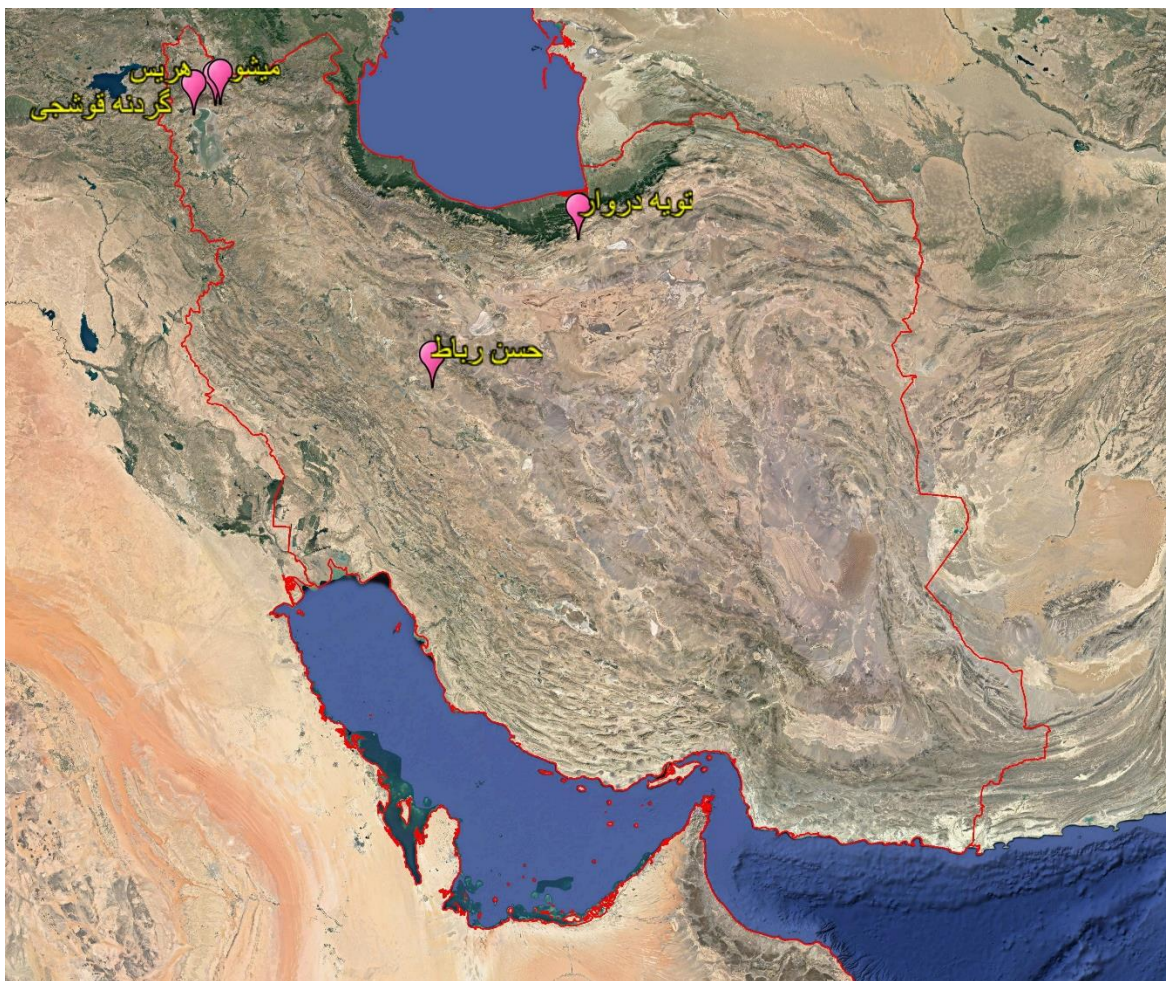 میشو
هریس
گردنه قوشچی
تویه دروار
حسن رباط